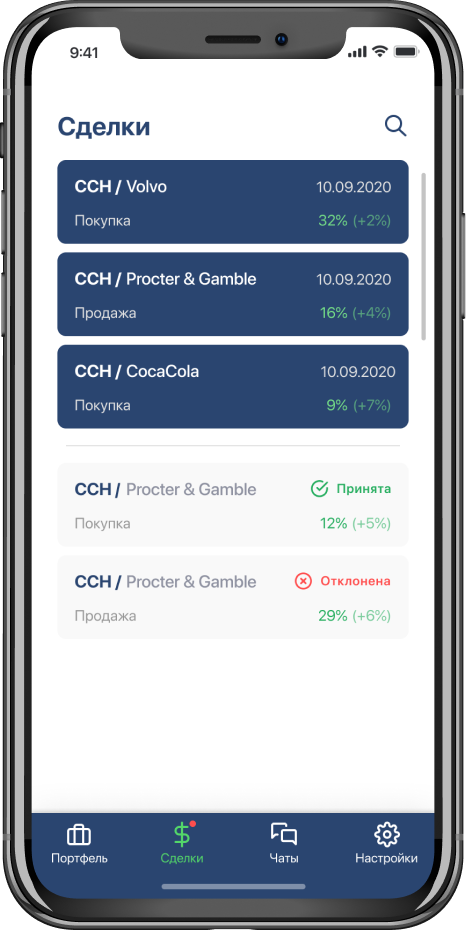 9:41
Сделки
CCH / Volvo 10.09.2020
Покупка 32% (+2%)
CCH / Procter & Gamble 10.09.2020
Продажа 16% (+4%)
CCH / CocaCola 10.09.2020
Покупка 9% (+7%)
CCH / Procter & Gamble Принята
Покупка 12% (+5%)
CCH / Procter & Gamble Отклонена
Продажа 29% (+6%)
Портфель Сделки Чаты Настройки